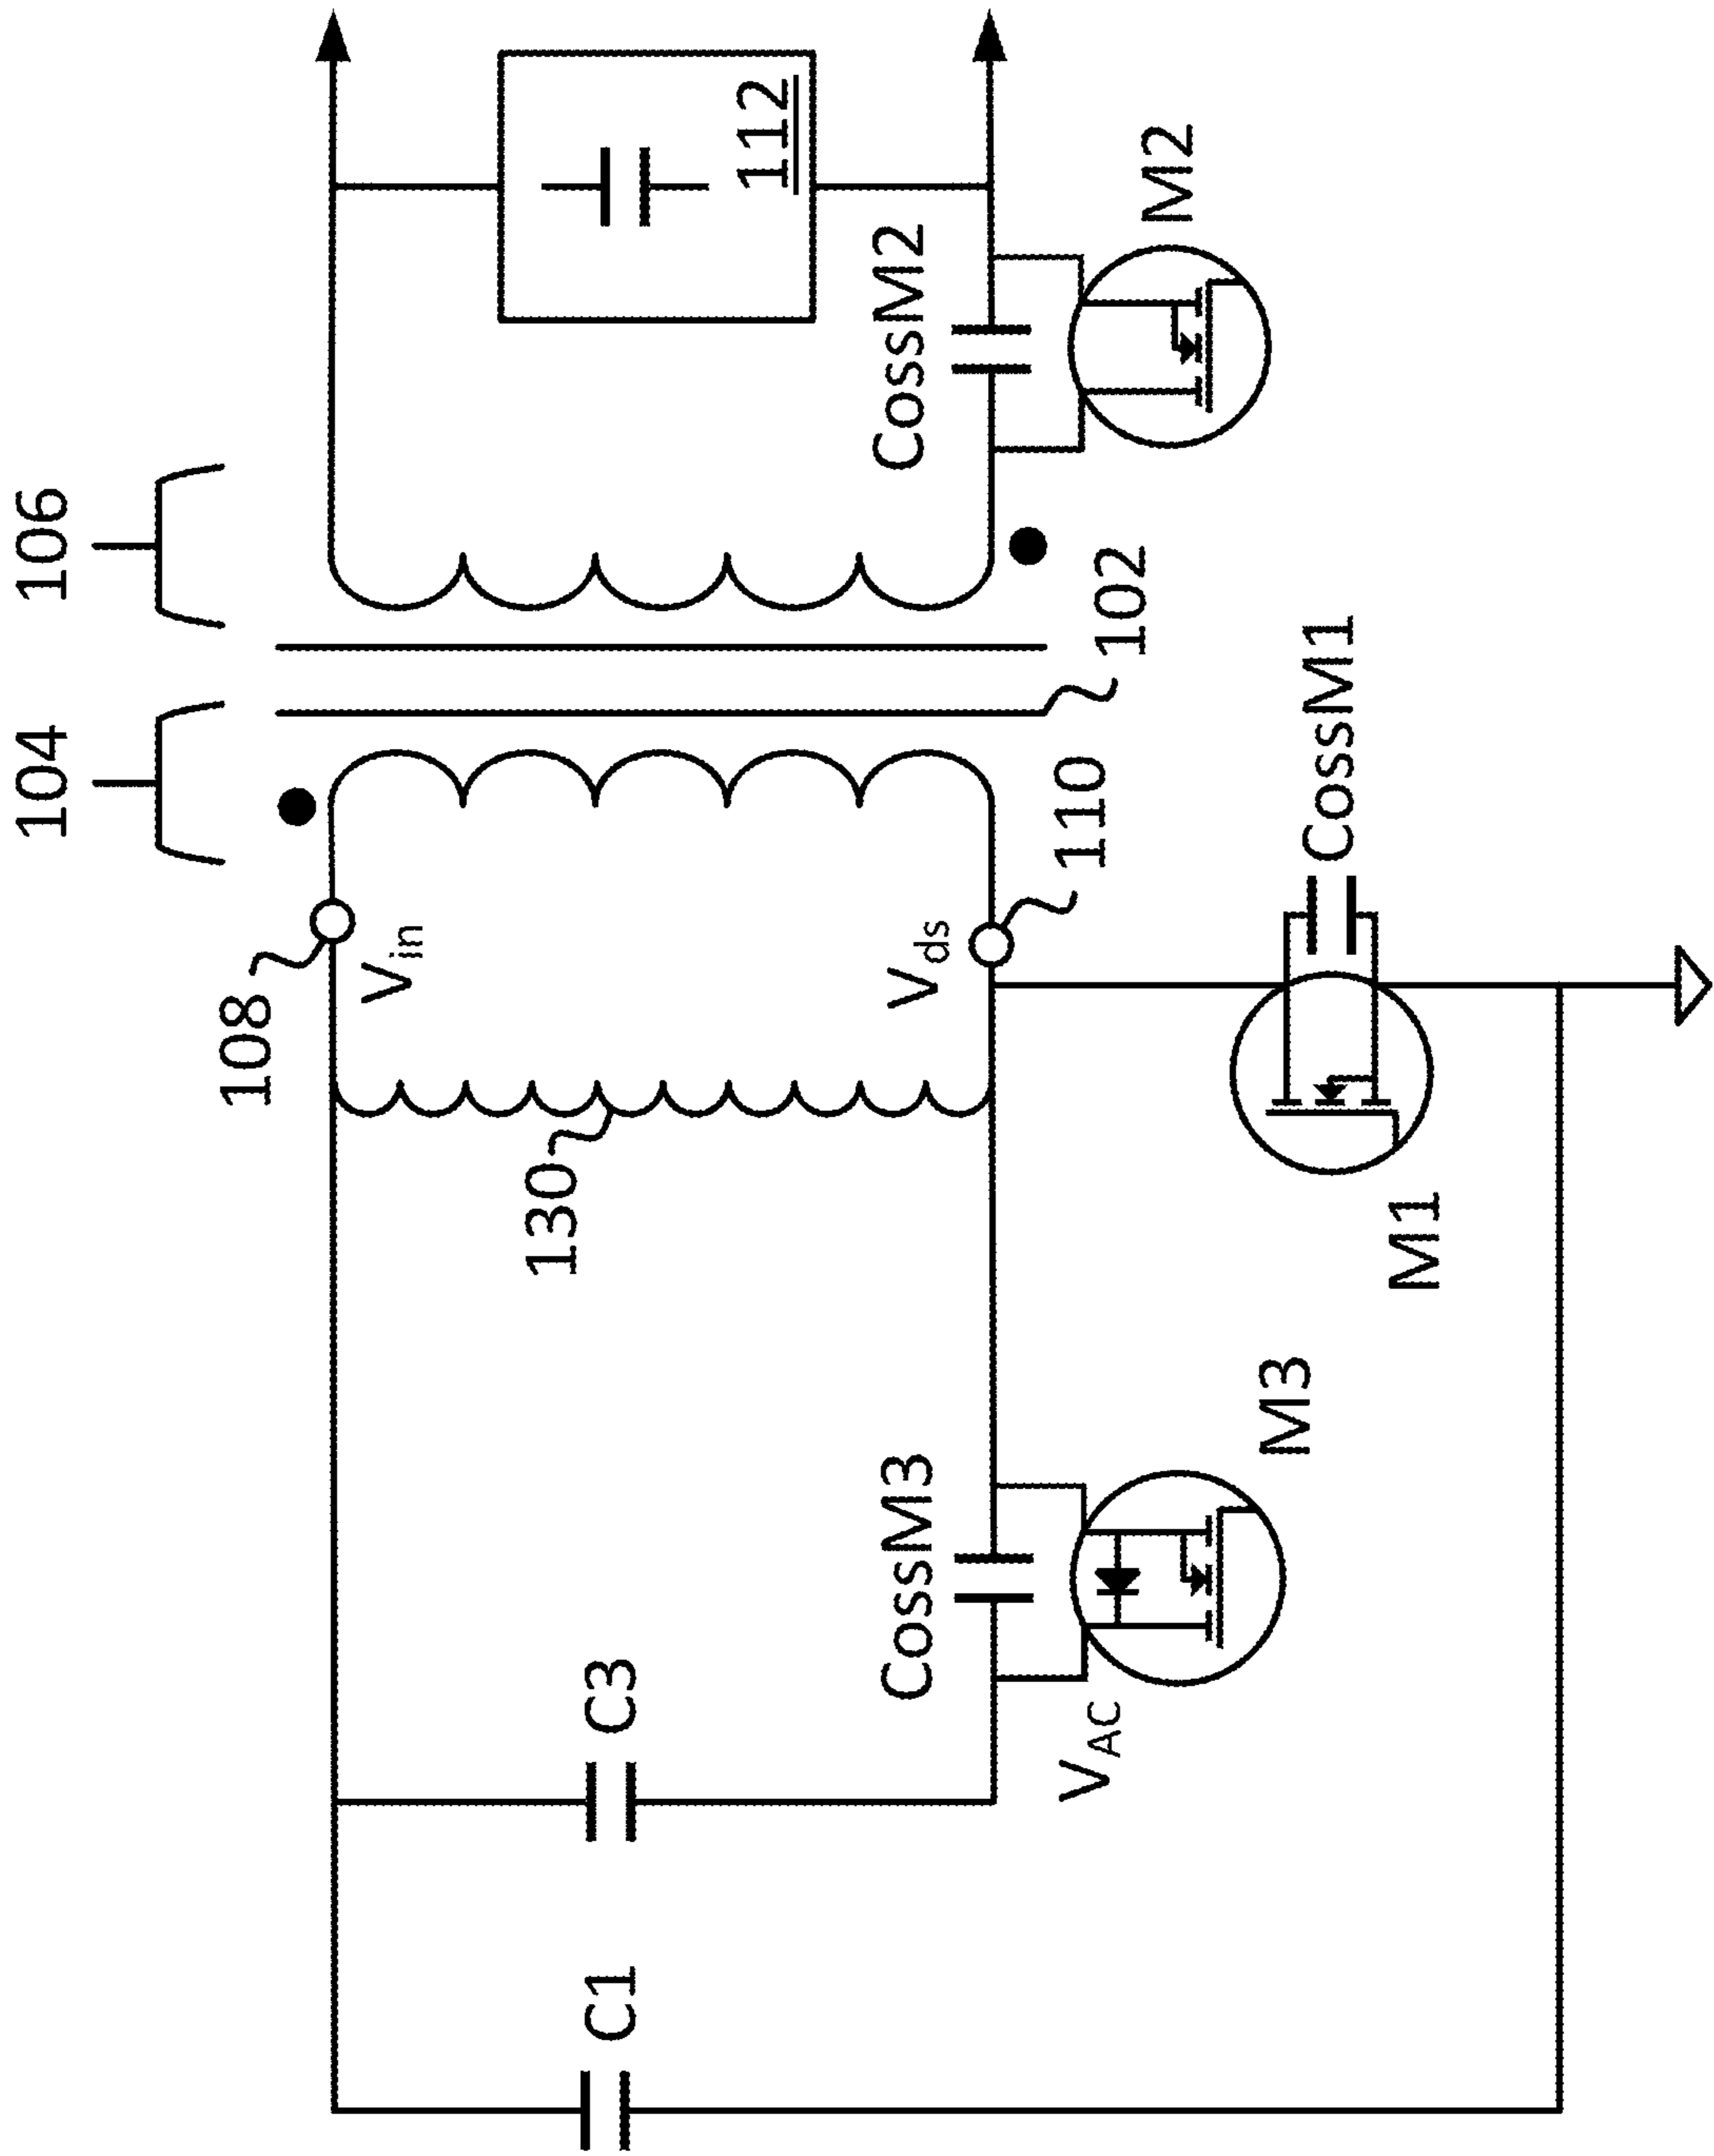 106
104
112
108
Vin
Vds
CossM2
M2
102
110
CossM1
130
M1
CossM3
M3
C3
VAC
C1